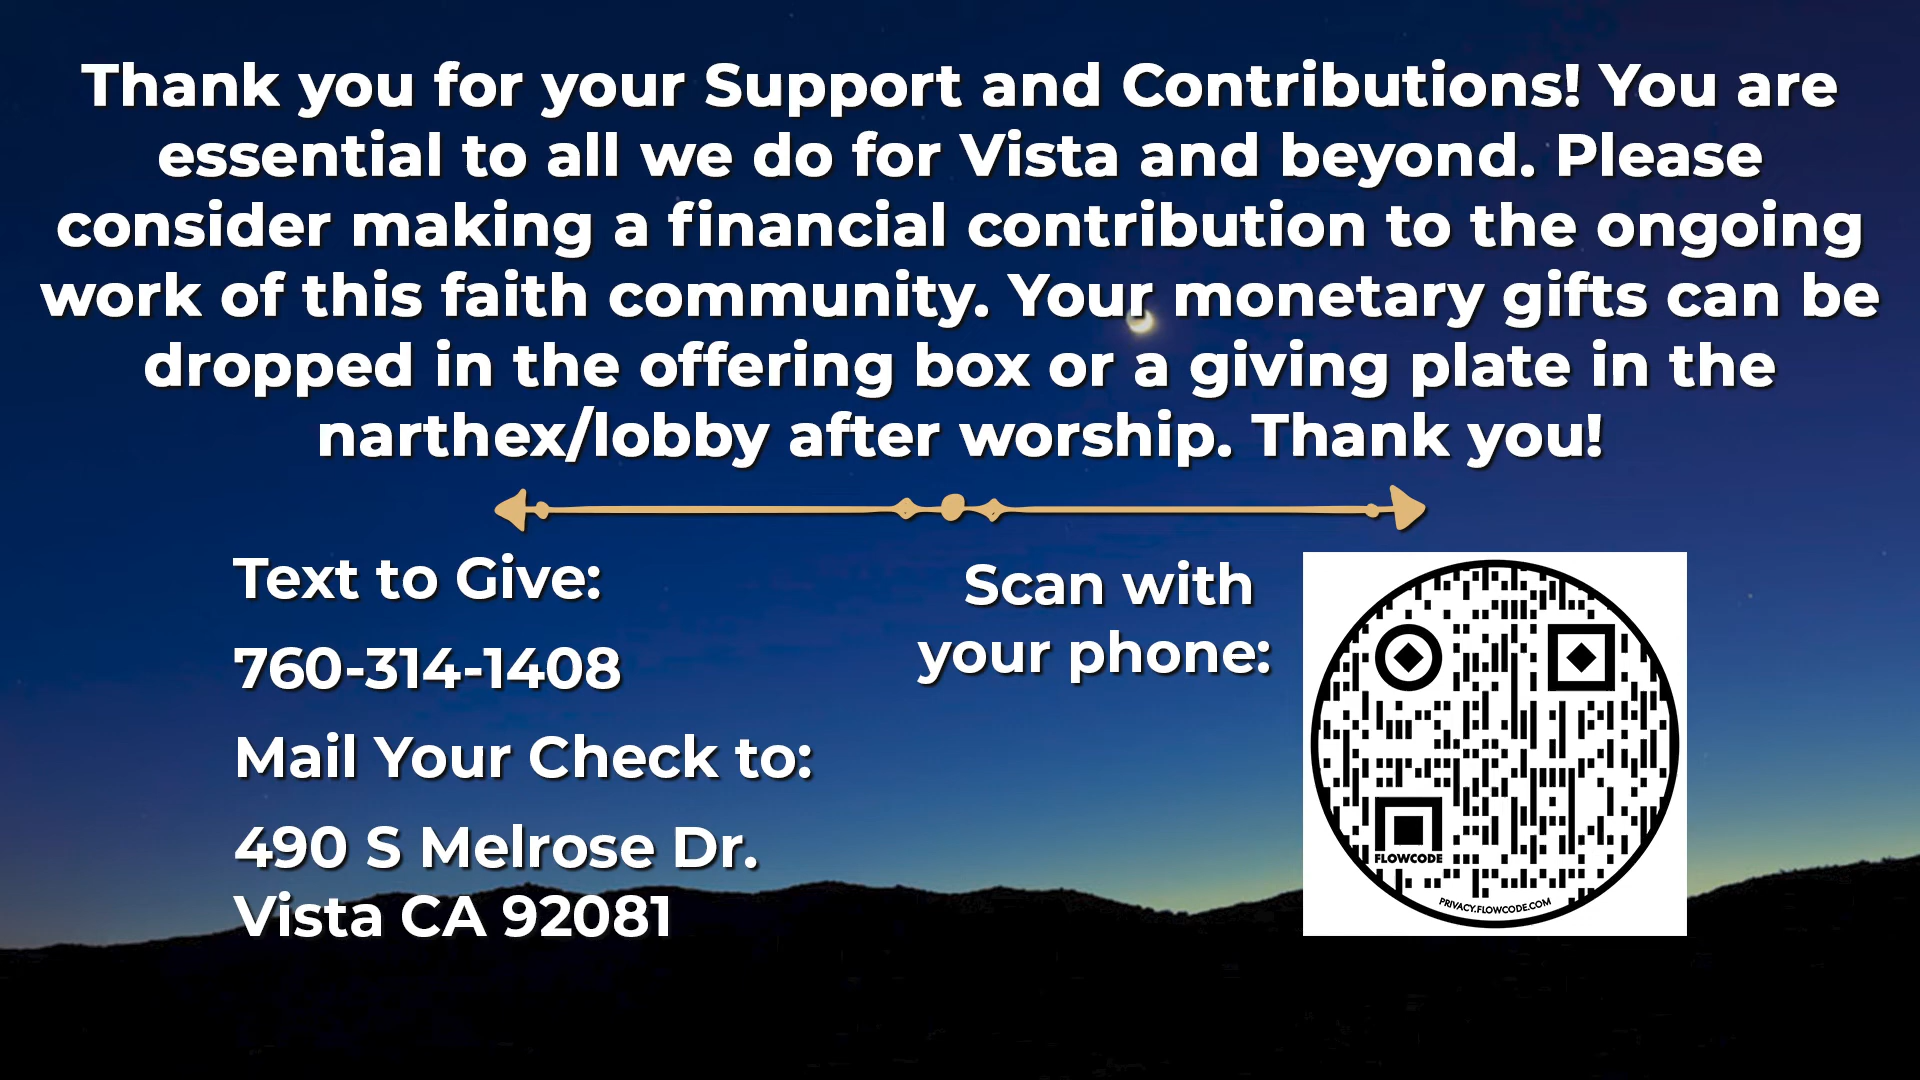 Thank you for your Support and Contributions! You are
essential to all we do for Vista and beyond. Please
consider making a financial contribution to the ongoing
work of this faith community. Your monetary gifts can be
dropped in the offering box or a giving plate in the
narthex/lobby after worship. Thank you!
Text to Give:
760-314-1408
Mail Your Check to:
490 S Melrose Dr.
Vista CA 92081
Scan with
your phone:
FLOWCODE
PRIVACY.FLOWCODE.COM